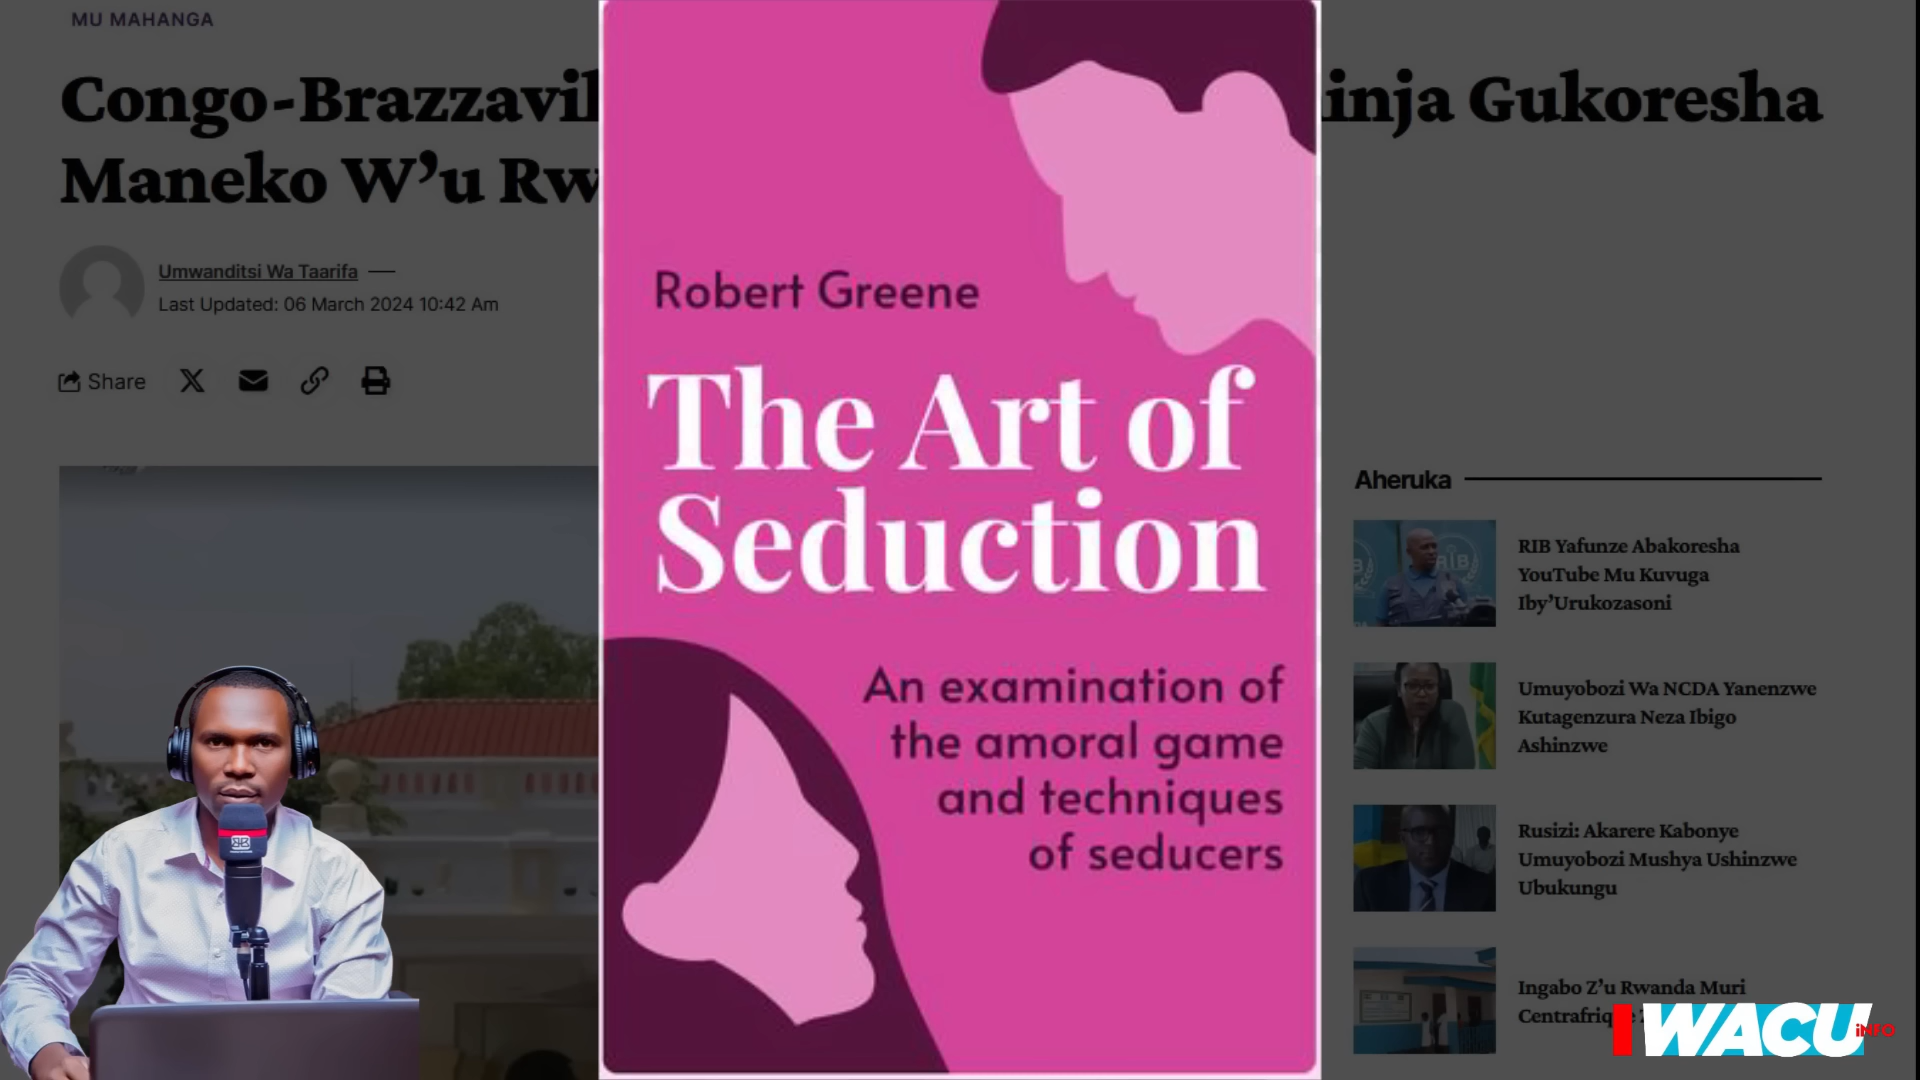 MU MAHANGA
Congo-Brazzavil
inja Gukoresha
Maneko W'u Rw
Umwanditsi Wa Taarifa
Last Updated: 06 March 2024 10:42 Am
Share
Robert Greene
The Art of
Seduction
An examination of
the amoral game
and techniques
of seducers
Aheruka
RIB Yafunze Abakoresha
YouTube Mu Kuvuga
Iby'Urukozasoni
Umuyobozi Wa NCDA Yanenzwe
Kutagenzura Neza Ibigo
Ashinzwe
Rusizi: Akarere Kabonye
Umuyobozi Mushya Ushinzwe
Ubukungu
Ingabo Z'u Rwanda Muri
Centrafriq
IWACU
iNFO
RIB